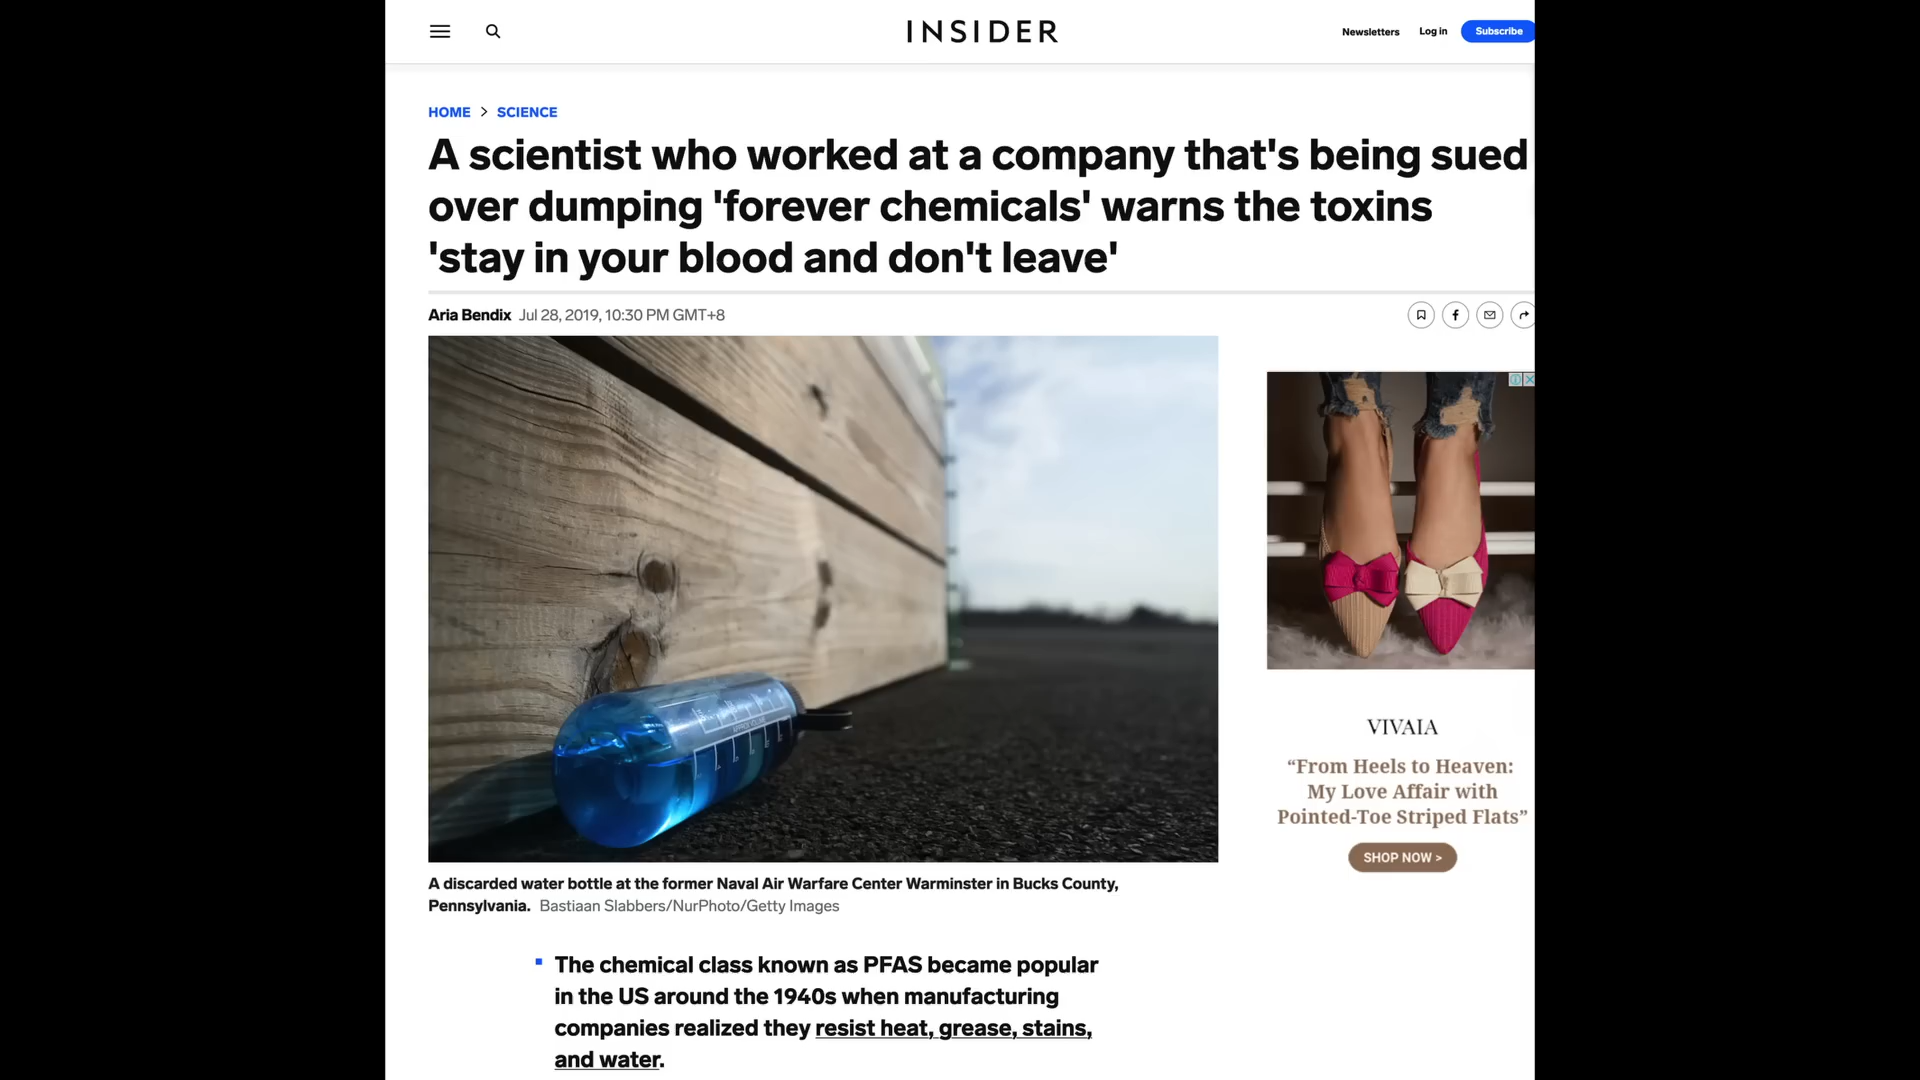 INSIDER
Newsletters
Log in
Subscribe
HOME > SCIENCE
A scientist who worked at a company that's being sued
over dumping 'forever chemicals' warns the toxins
'stay in your blood and don't leave'
Aria Bendix Jul 28, 2019, 10:30 PM GMT+8
A discarded water bottle at the former Naval Air Warfare Center Warminster in Bucks County,
Pennsylvania. Bastiaan Slabbers/NurPhoto/Getty Images
VIVAIA
“From Heels to Heaven:
My Love Affair with
Pointed-Toe Striped Flats”
SHOP NOW >
The chemical class known as PFAS became popular
in the US around the 1940s when manufacturing
companies realized they resist heat, grease, stains,
and water.